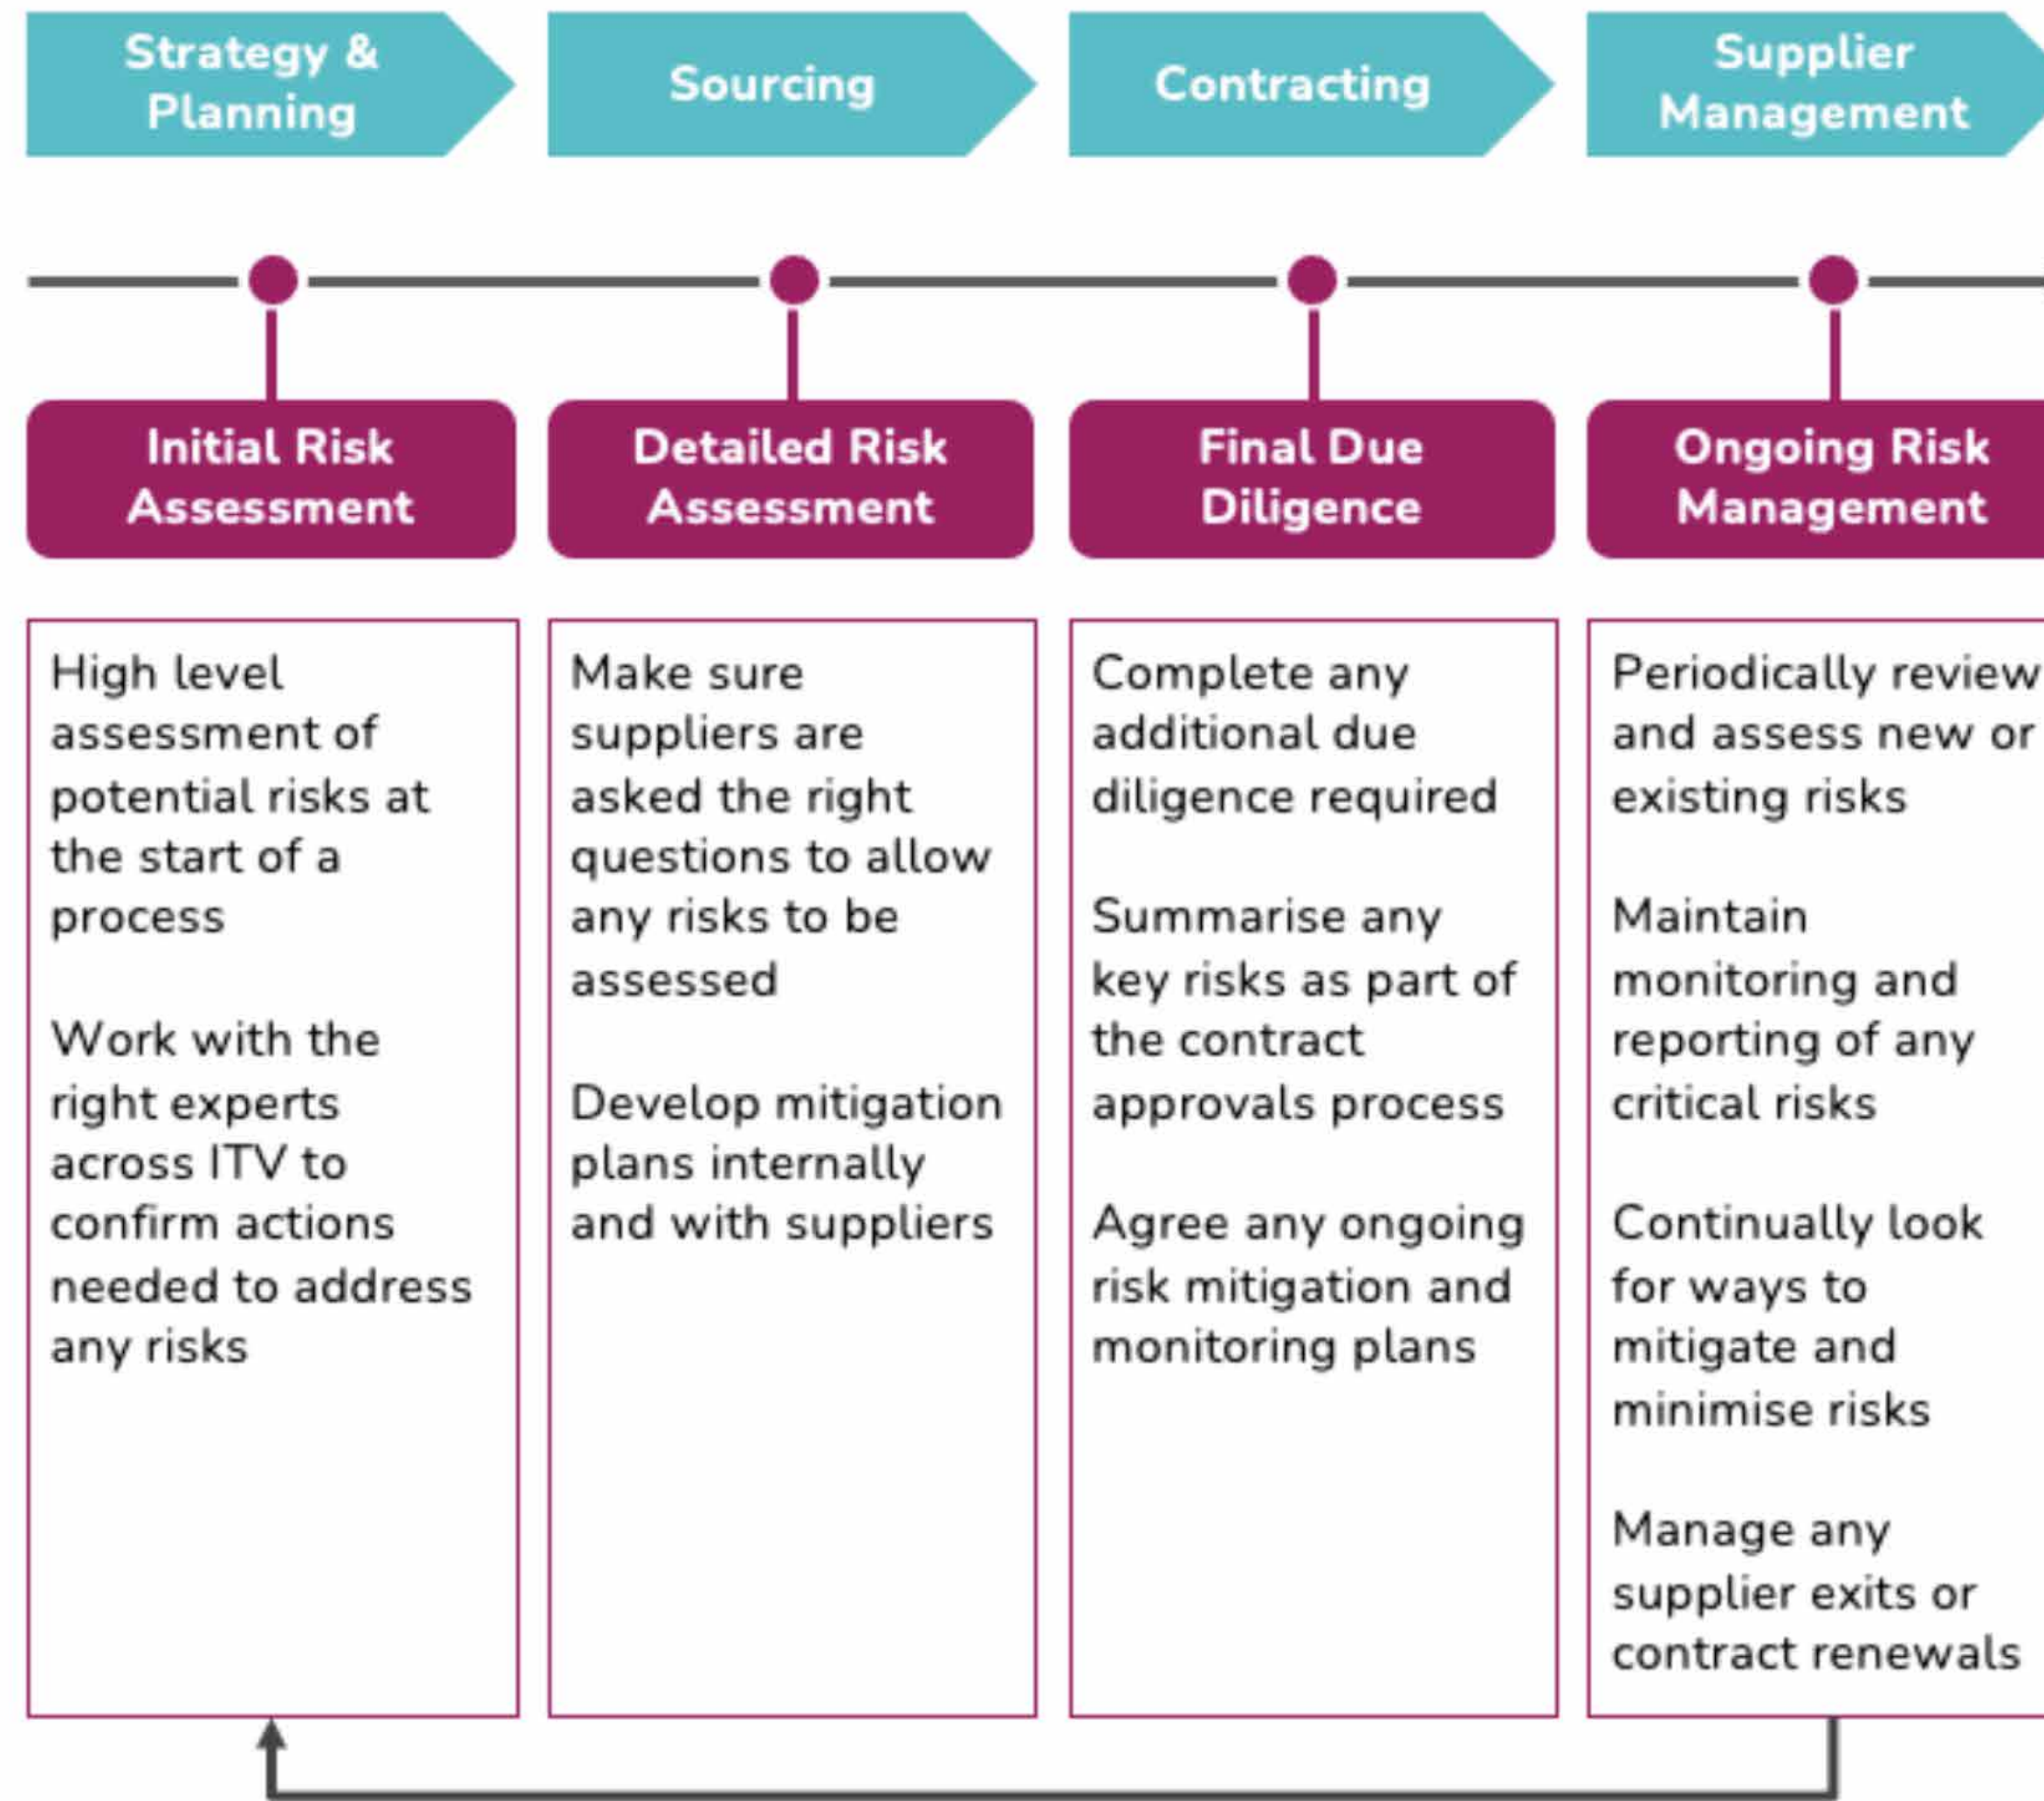 Strategy &
Planning
Sourcing
Contracting
Supplier
Management
Initial Risk
Assessment
Detailed Risk
Assessment
Final Due
Diligence
Ongoing Risk
Management
High level
assessment of
potential risks at
the start of a
process
Work with the
right experts
across ITV to
confirm actions
needed to address
any risks
Make sure
suppliers are
asked the right
questions to allow
any risks to be
assessed
Develop mitigation
plans internally
and with suppliers
Complete any
additional due
diligence required
Summarise any
key risks as part of
the contract
approvals process
Agree any ongoing
risk mitigation and
monitoring plans
Periodically review
and assess new or
existing risks
Maintain
monitoring and
reporting of any
critical risks
Continually look
for ways to
mitigate and
minimise risks
Manage any
supplier exits or
contract renewals